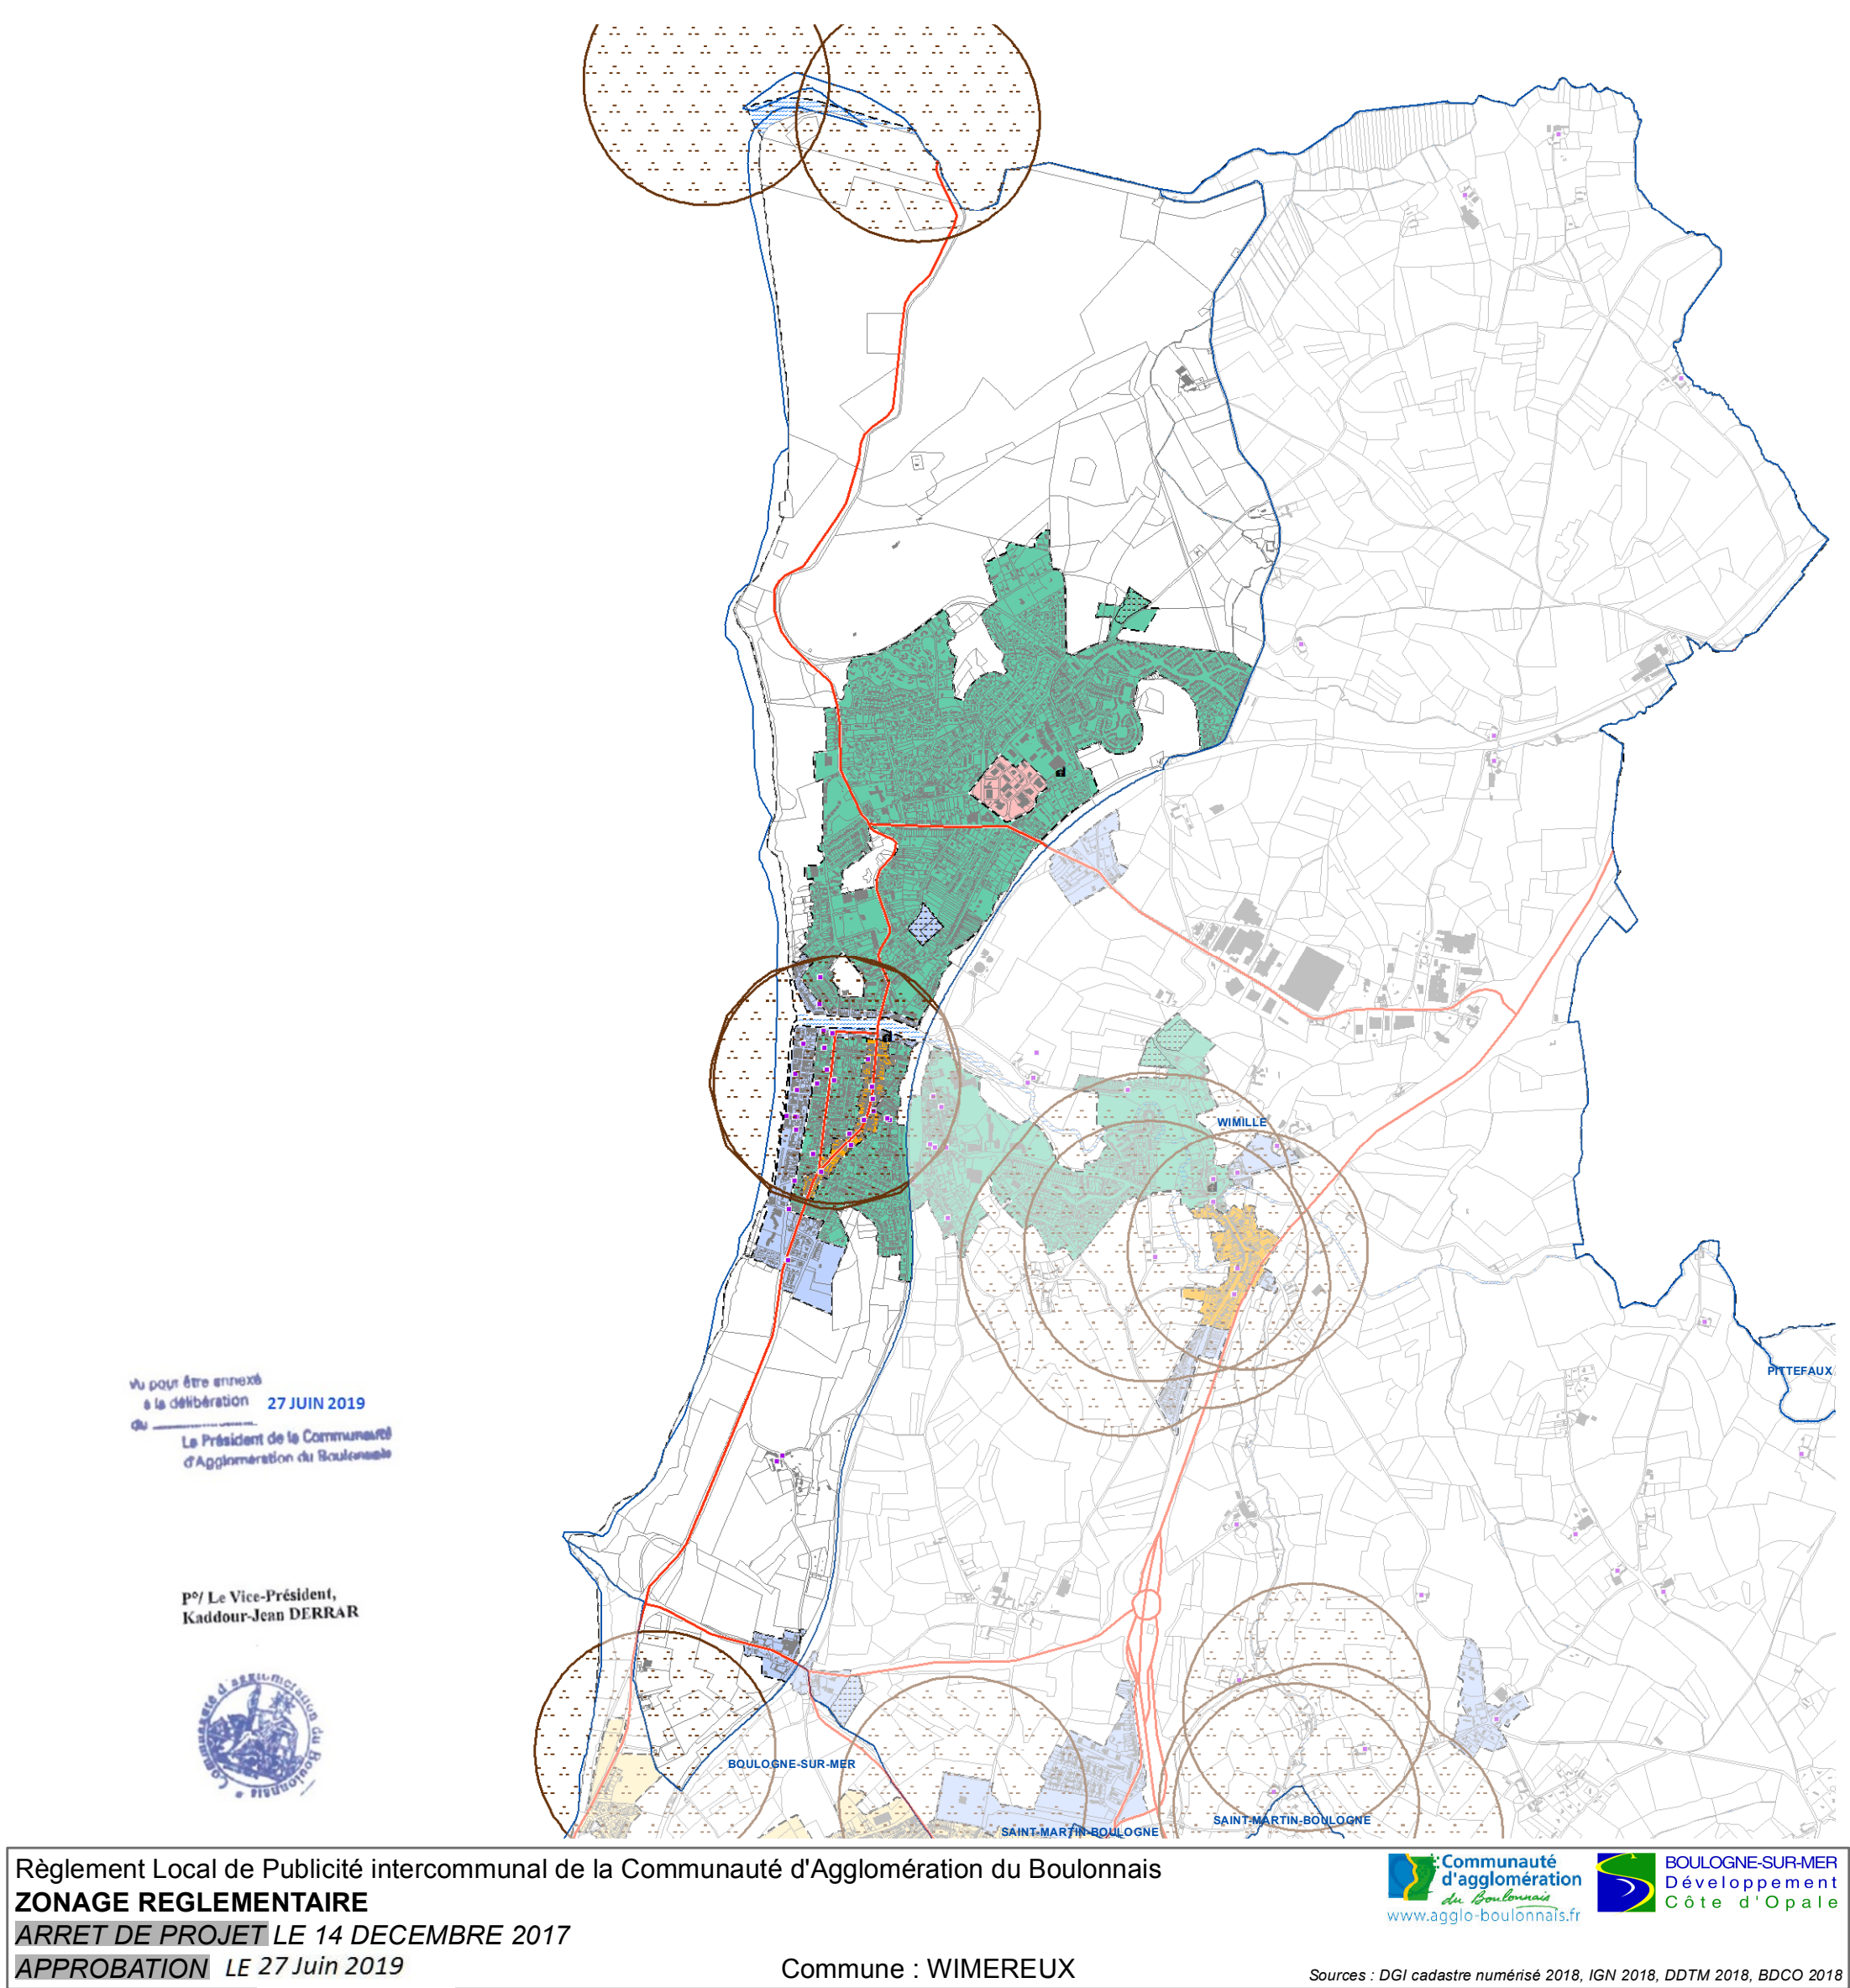 WIMILLE
PITTEFAUX
vu pour être annexé
à la délibération 27 JUIN 2019
du
Le Président de la Communauté
d'Agglomération du Boulonnais
P°/ Le Vice-Président,
Kaddour-Jean DERRAR
Communauté d'agglomération du Boulonnais
BOULOGNE-SUR-MER
SAINT-MARTIN-BOULOGNE
SAINT-MARTIN-BOULOGNE
Règlement Local de Publicité intercommunal de la Communauté d'Agglomération du Boulonnais
ZONAGE REGLEMENTAIRE
ARRET DE PROJET LE 14 DECEMBRE 2017
APPROBATION LE 27 Juin 2019
Commune : WIMEREUX
Communauté
d'agglomération
du Boulonnais
www.agglo-boulonnais.fr
BOULOGNE-SUR-MER
Développement
Côte d'Opale
Sources : DGI cadastre numérisé 2018, IGN 2018, DDTM 2018, BDCO 2018